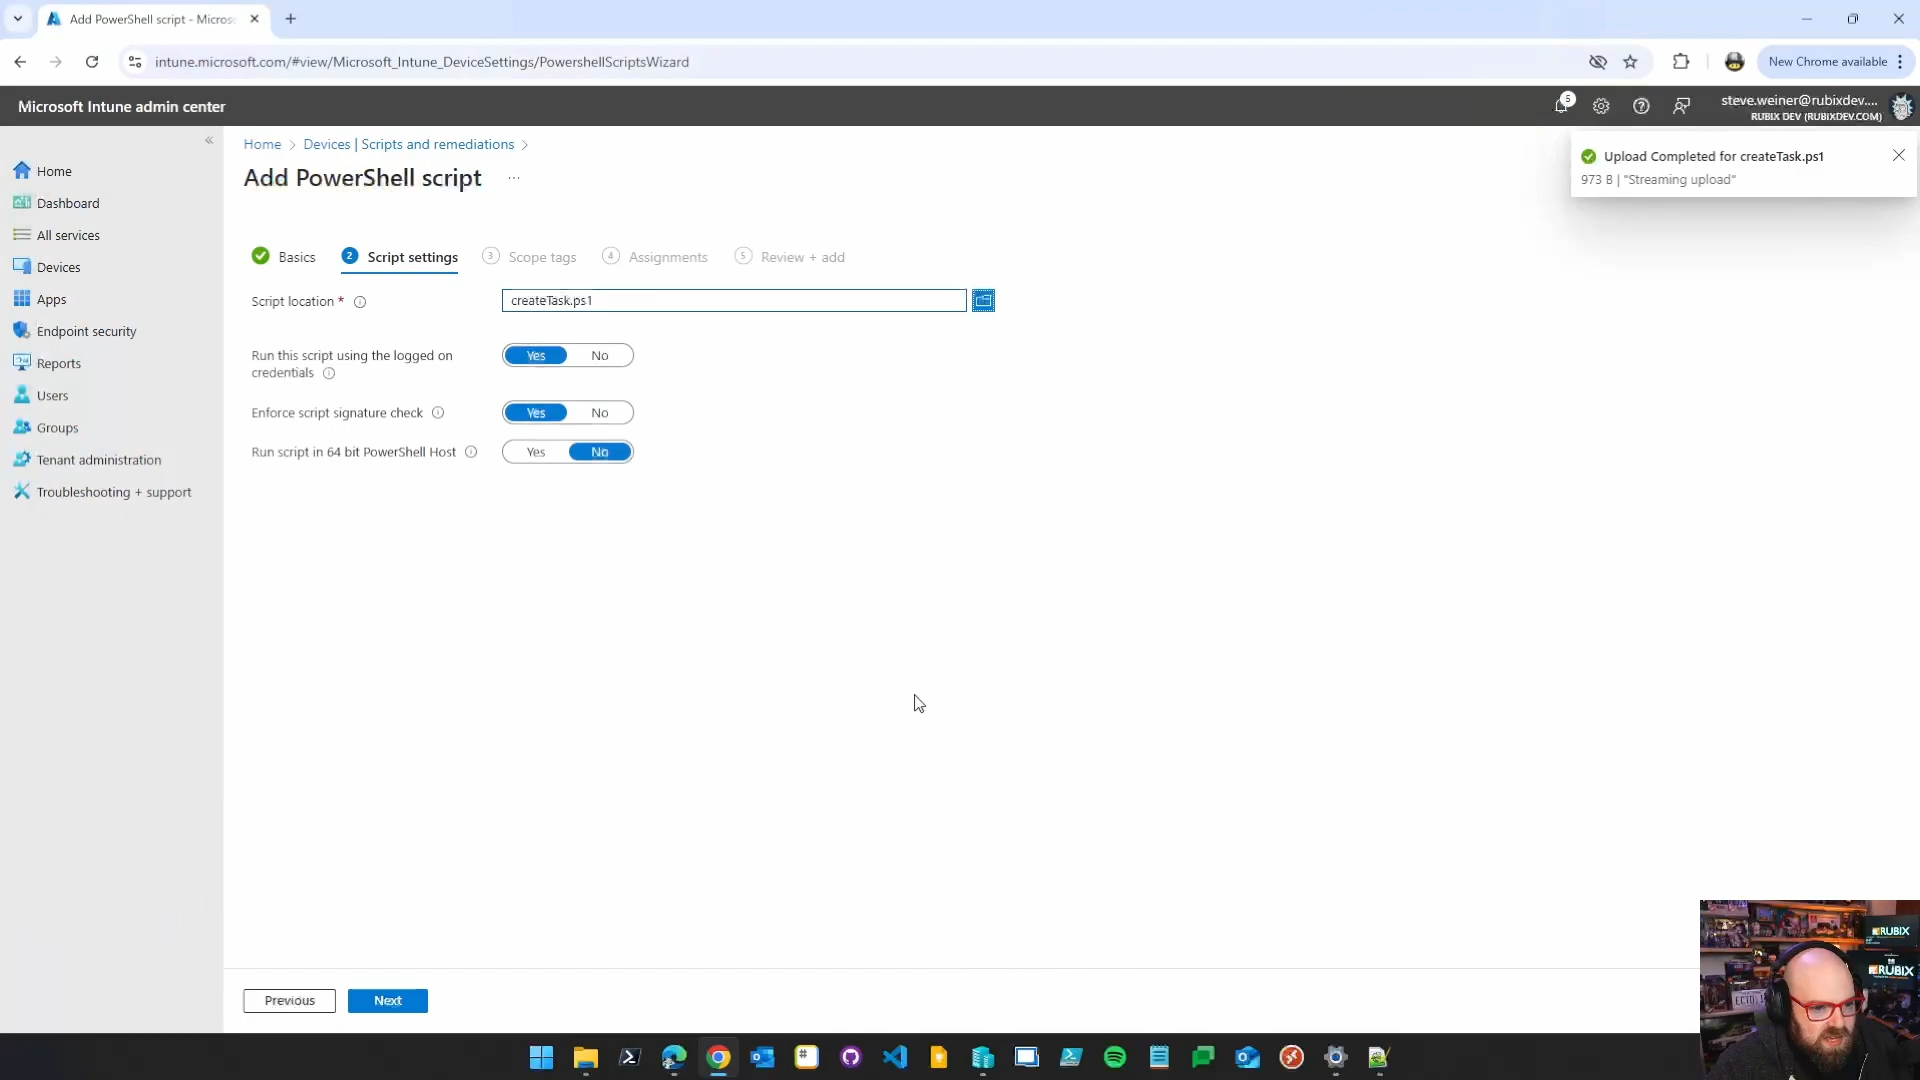 Add PowerShell script - Micros
intune.microsoft.com/#view/Microsoft_Intune_DeviceSettings/PowershellScriptsWizard
New Chrome available
Microsoft Intune admin center
5
steve.weiner@rubixdev....
RUBIX DEV (RUBIXDEV.COM)
Home
Dashboard
All services
Devices
Apps
Endpoint security
Reports
Users
Groups
Tenant administration
Troubleshooting + support
Home > Devices | Scripts and remediations >
Add PowerShell script ...
Upload Completed for createTask.ps1
973 B | "Streaming upload"
Basics
2 Script settings
3 Scope tags
4 Assignments
5 Review + add
Script location *
createTask.ps1
Run this script using the logged on
credentials
Yes No
Enforce script signature check
Yes No
Run script in 64 bit PowerShell Host
Yes No
Previous
Next
RUBIX
RUBIX